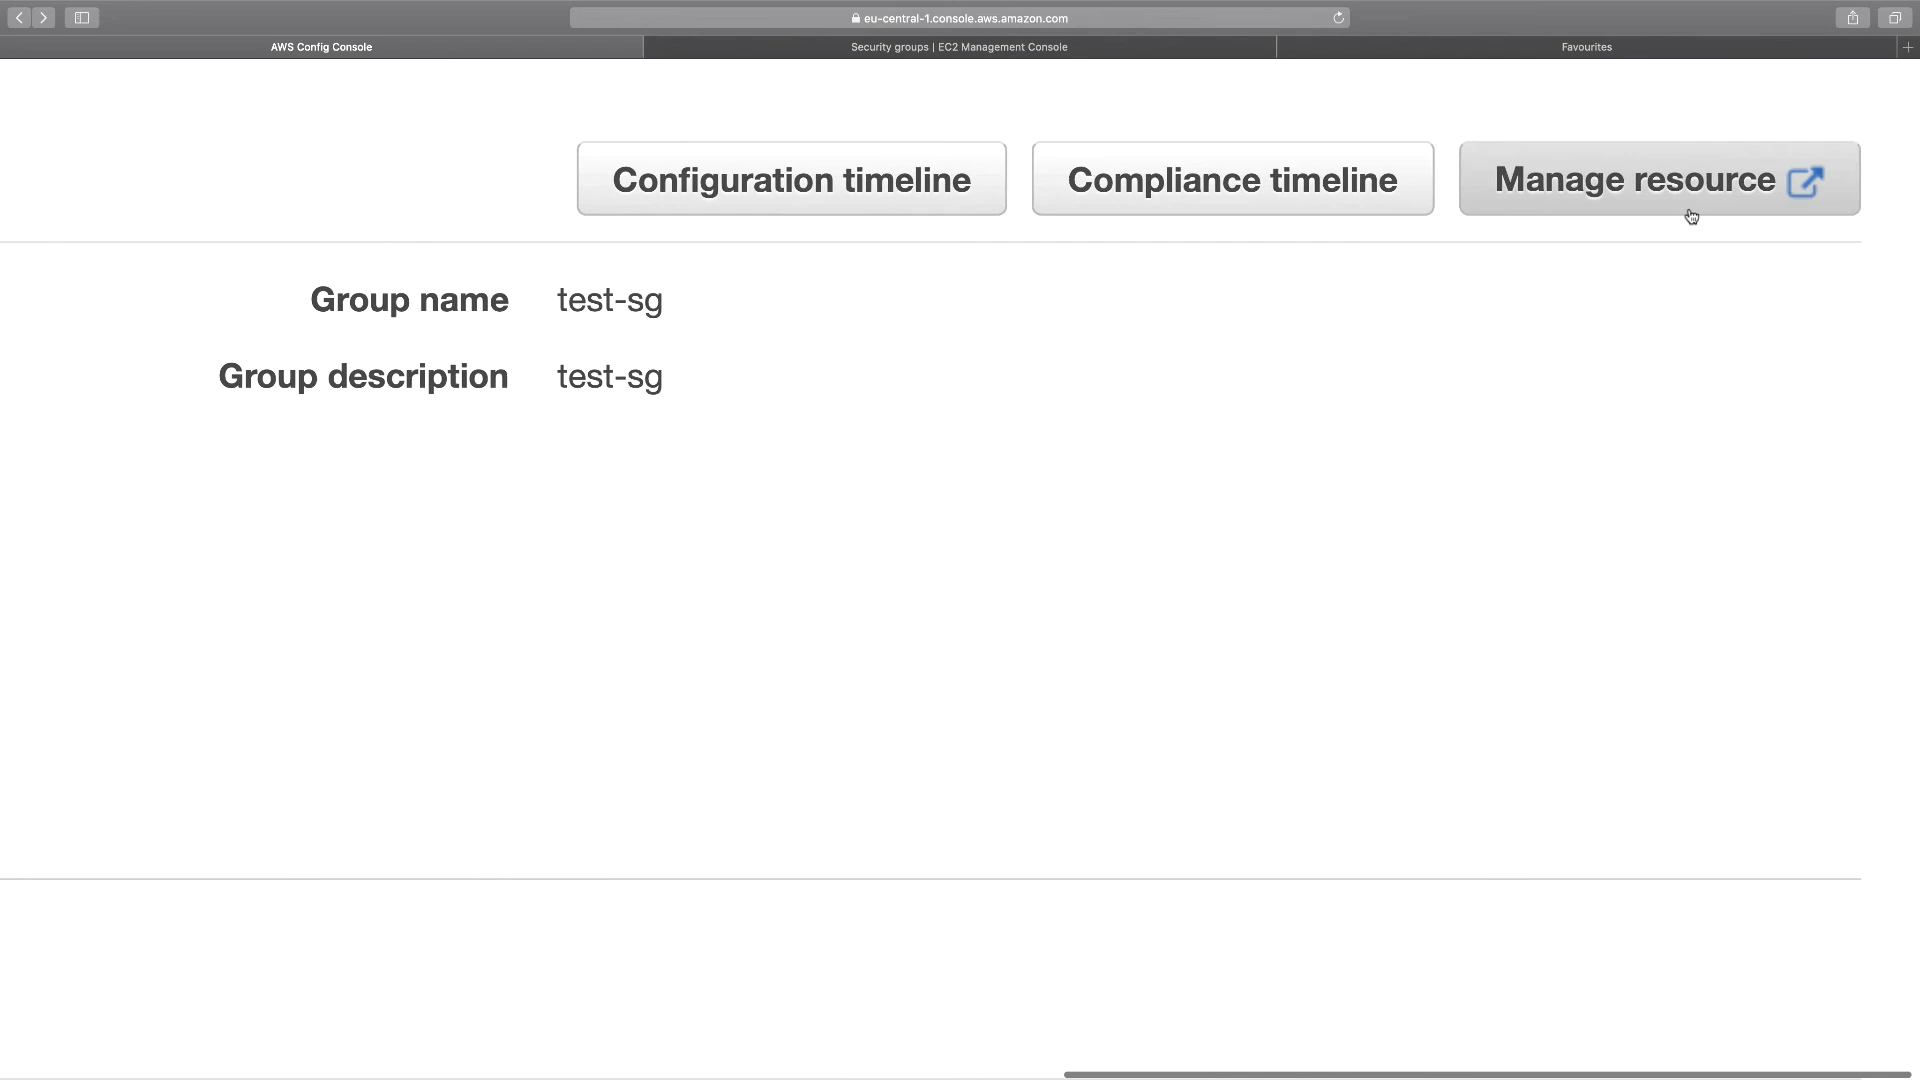 eu-central-1.console.aws.amazon.com
AWS Config Console
Security groups | EC2 Management Console
Favourites
Configuration timeline
Compliance timeline
Manage resource
Group name test-sg
Group description test-sg